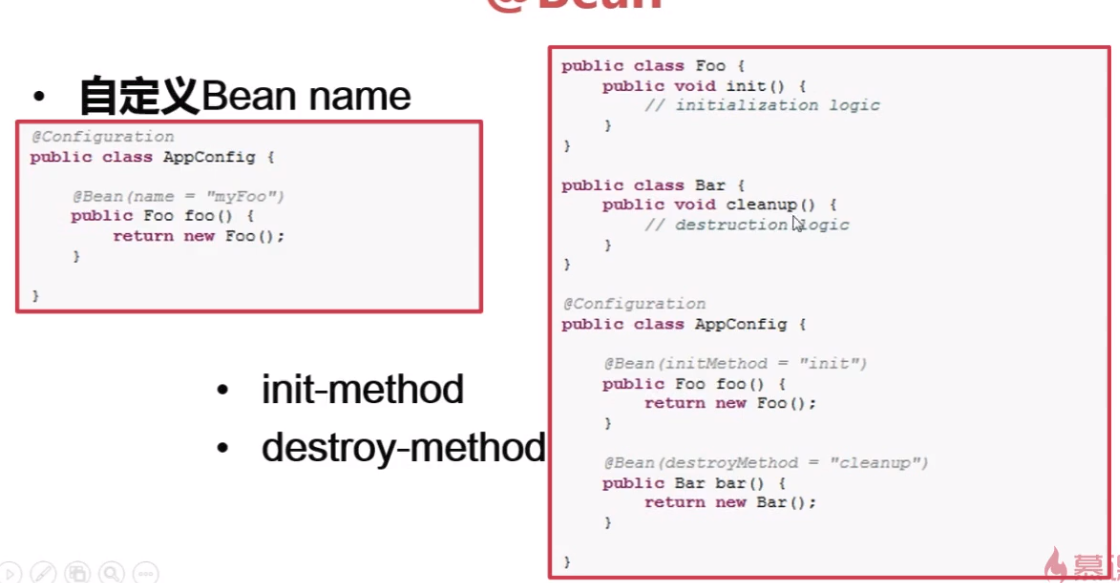 @Bean
• 自定义Bean name
@Configuration
public class AppConfig {
@Bean(name = "myFoo")
public Foo foo() {
return new Foo();
}
}
• init-method
• destroy-method
public class Foo {
public void init() {
// initialization logic
}
}
public class Bar {
public void cleanup() {
// destruction logic
}
}
@Configuration
public class AppConfig {
@Bean(initMethod = "init")
public Foo foo() {
return new Foo();
}
@Bean(destroyMethod = "cleanup")
public Bar bar() {
return new Bar();
}
}
慕